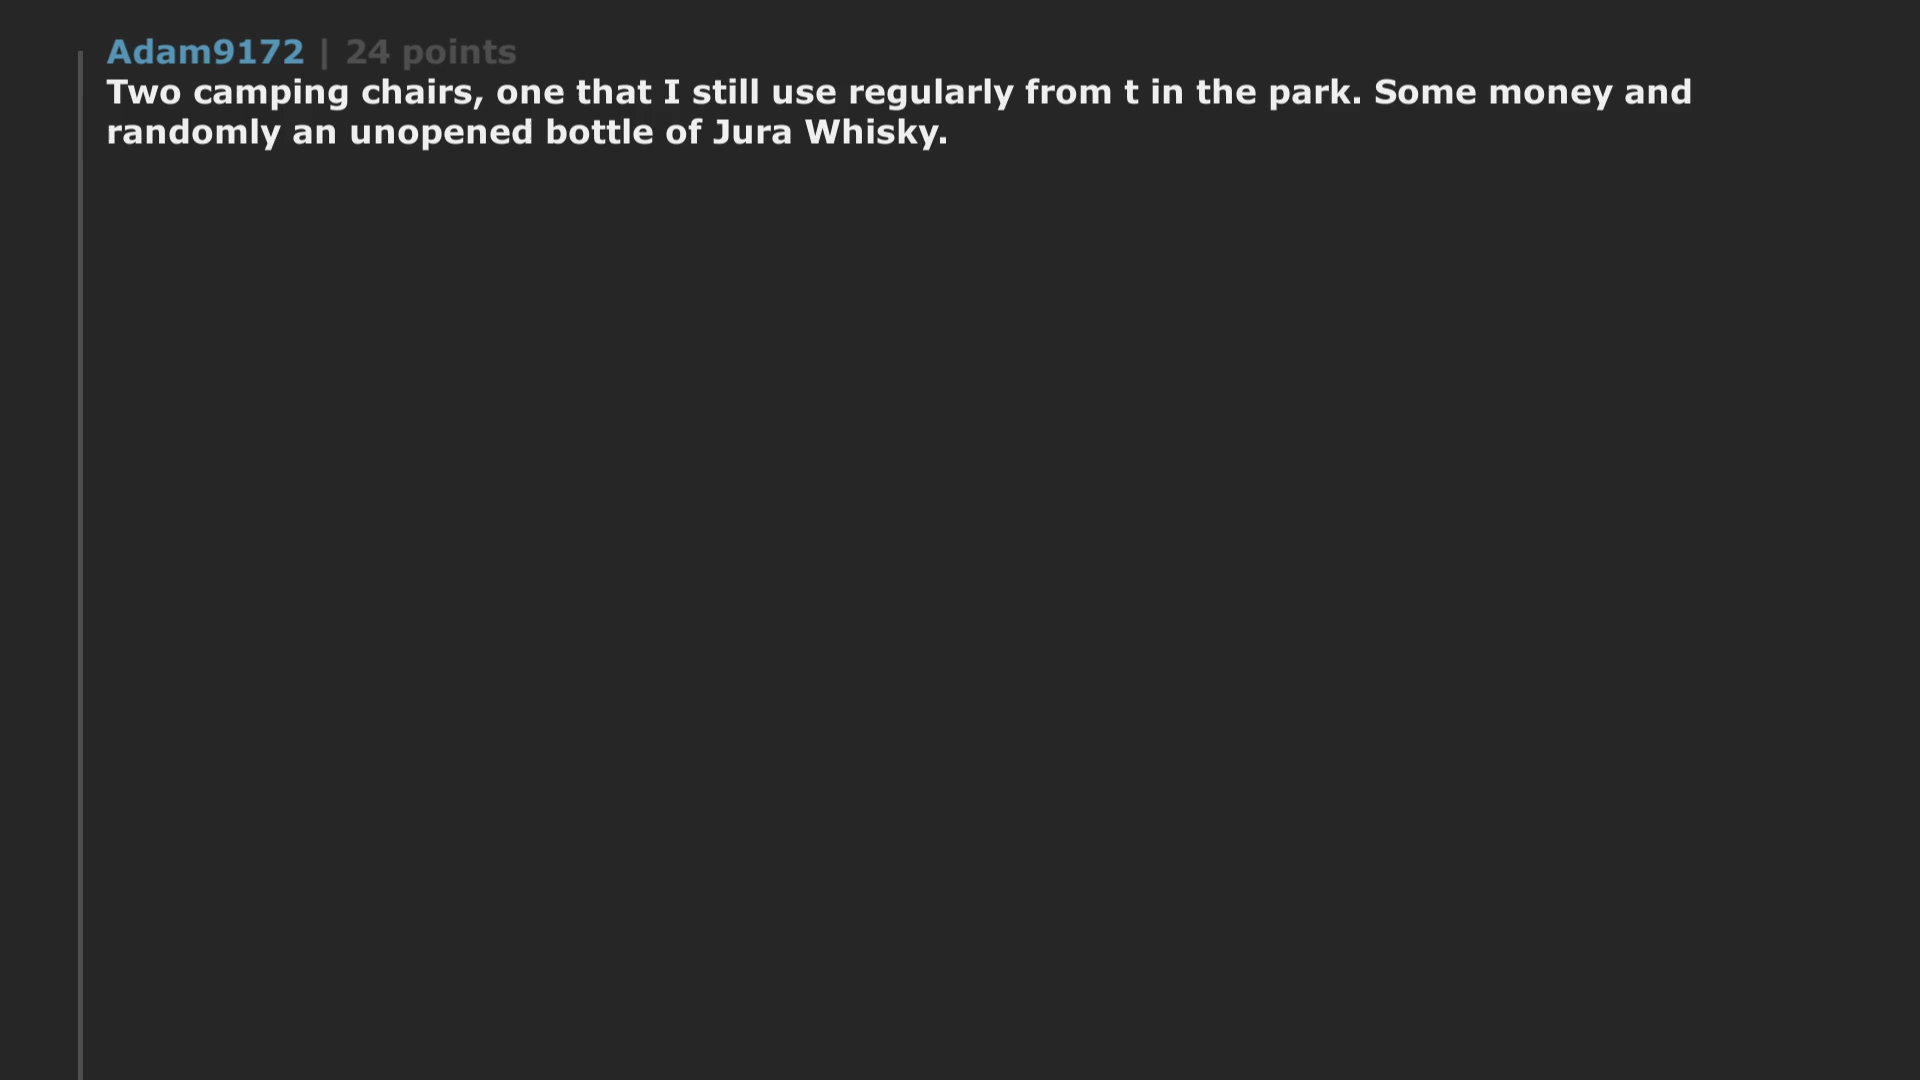 Adam9172 | 24 points
Two camping chairs, one that I still use regularly from t in the park. Some money and
randomly an unopened bottle of Jura Whisky.